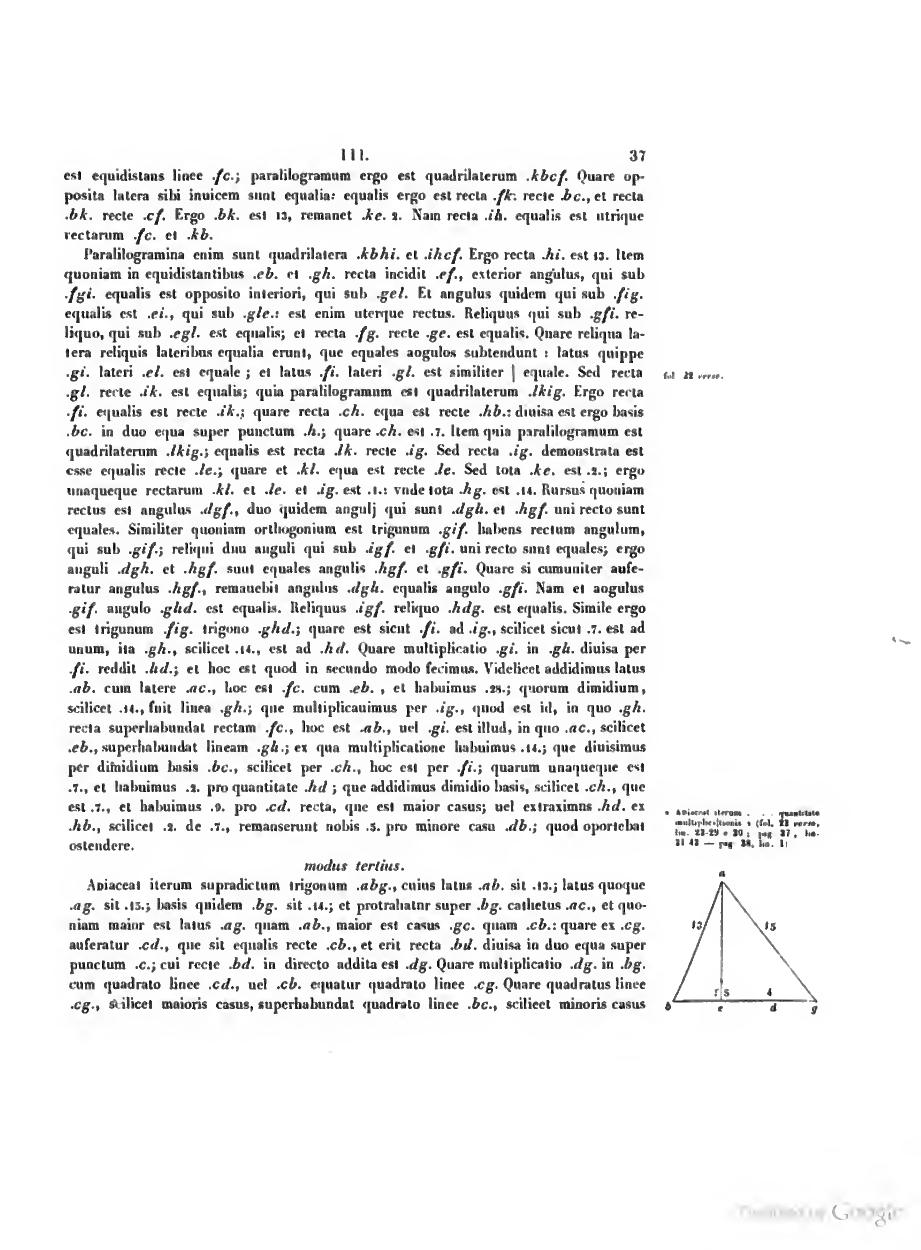 III. 37
est equidistans linee .fc.; paralilogramum ergo est quadrilaterum .kbcf. Quare op-
posita latera sibi inuicem sunt equalia: equalis ergo est recta .fk. recte .bc., et recta
.bk. recte .cf. Ergo .bk. est 13, remanet .ke. 2. Nam recta .ih. equalis est utrique
rectarum .fc. et .kb.
Paralilogramina enim sunt quadrilatera .kbhi. et .ihcf. Ergo recta .hi. est 13. Item
quoniam in equidistantibus .eb. et .gh. recta incidit .ef., exterior angulus, qui sub
.fgi. equalis est opposito interiori, qui sub .gel. Et angulus quidem qui sub .fig.
equalis est .ei., qui sub .gle.: est enim uterque rectus. Reliquus qui sub .gfi. re-
liquo, qui sub .egl. est equalis; et recta .fg. recte .ge. est equalis. Quare reliqua la-
tera reliquis lateribus equalia erunt, que equales angulos subtendunt : latus quippe
.gi. lateri .el. est equale ; et latus .fi. lateri .gl. est similiter | equale. Sed recta
fol. 22 verso.
.gl. recte .ik. est equalis; quia paralilogramum est quadrilaterum .lkig. Ergo recta
.fi. equalis est recte .ik.; quare recta .ch. equa est recte .hb.: diuisa est ergo basis
.bc. in duo equa super punctum .h.; quare .ch. est .7. Item quia paralilogramum est
quadrilaterum .lkig.; equalis est recta .lk. recte .ig. Sed recta .ig. demonstrata est
esse equalis recte .le.; quare et .kl. equa est recte .le. Sed tota .ke. est .2.; ergo
unaqueque rectarum .kl. et .le. et .ig. est .1.: vnde tota .hg. est .14. Rursus quoniam
rectus est angulus .dgf., duo quidem angulj qui sunt .dgh. et .hgf. uni recto sunt
equales. Similiter quoniam orthogonium est trigunum .gif. habens rectum angulum,
qui sub .gif.; reliqui duo anguli qui sub .igf. et .gfi. uni recto sunt equales; ergo
anguli .dgh. et .hgf. sunt equales angulis .hgf. et .gfi. Quare si cumuniter aufe-
ratur angulus .hgf., remanebit angulus .dgh. equalis angulo .gfi. Nam et angulus
.gif. angulo .ghd. est equalis. Reliquus .igf. reliquo .hdg. est equalis. Simile ergo
est trigunum .fig. trigono .ghd.; quare est sicut .fi. ad .ig., scilicet sicut .7. est ad
unum, ita .gh., scilicet .14., est ad .hd. Quare multiplicatio .gi. in .gh. diuisa per
.fi. reddit .hd.; et hoc est quod in secundo modo fecimus. Videlicet addidimus latus
.ab. cum latere .ac., hoc est .fc. cum .eb. , et habuimus .28.; quorum dimidium,
scilicet .14., fuit linea .gh.; que multiplicauimus per .ig., quod est id, in quo .gh.
recta superhabundat rectam .fc., hoc est .ab., uel .gi. est illud, in quo .ac., scilicet
.eb., superhabundat lineam .gh.; ex qua multiplicatione habuimus .14.; que diuisimus
per dimidium basis .bc., scilicet per .ch., hoc est per .fi.; quarum unaqueque est
.7., et habuimus .2. pro quantitate .hd ; que addidimus dimidio basis, scilicet .ch., que
est .7., et habuimus .9. pro .cd. recta, que est maior casus; uel extraximus .hd. ex
.hb., scilicet .2. de .7., remanserunt nobis .5. pro minore casu .db.; quod oportebat
ostendere.
modus tertius.
Adiaceat iterum supradictum trigonum .abg., cuius latus .ab. sit .13.; latus quoque
.ag. sit .15.; basis quidem .bg. sit .14.; et protrahatur super .bg. cathetus .ac., et quo-
niam maior est latus .ag. quam .ab., maior est casus .gc. quam .cb.: quare ex .cg.
auferatur .cd., que sit equalis recte .cb., et erit recta .bd. diuisa in duo equa super
punctum .c.; cui recte .bd. in directo addita est .dg. Quare multiplicatio .dg. in .bg.
cum quadrato linee .cd., uel .cb. equatur quadrato linee .cg. Quare quadratus linee
.cg., scilicet maioris casus, superhabundat quadrato linee .bc., scilicet minoris casus
« Adiaceat iterum . . . quantitate
multiplicationis » (fol. 22 verso,
lin. 23-29 e 30 ; pag. 37 , lin.
31-42 — pag. 38, lin. 1)
a
13 15
5 4
b c d g
Google